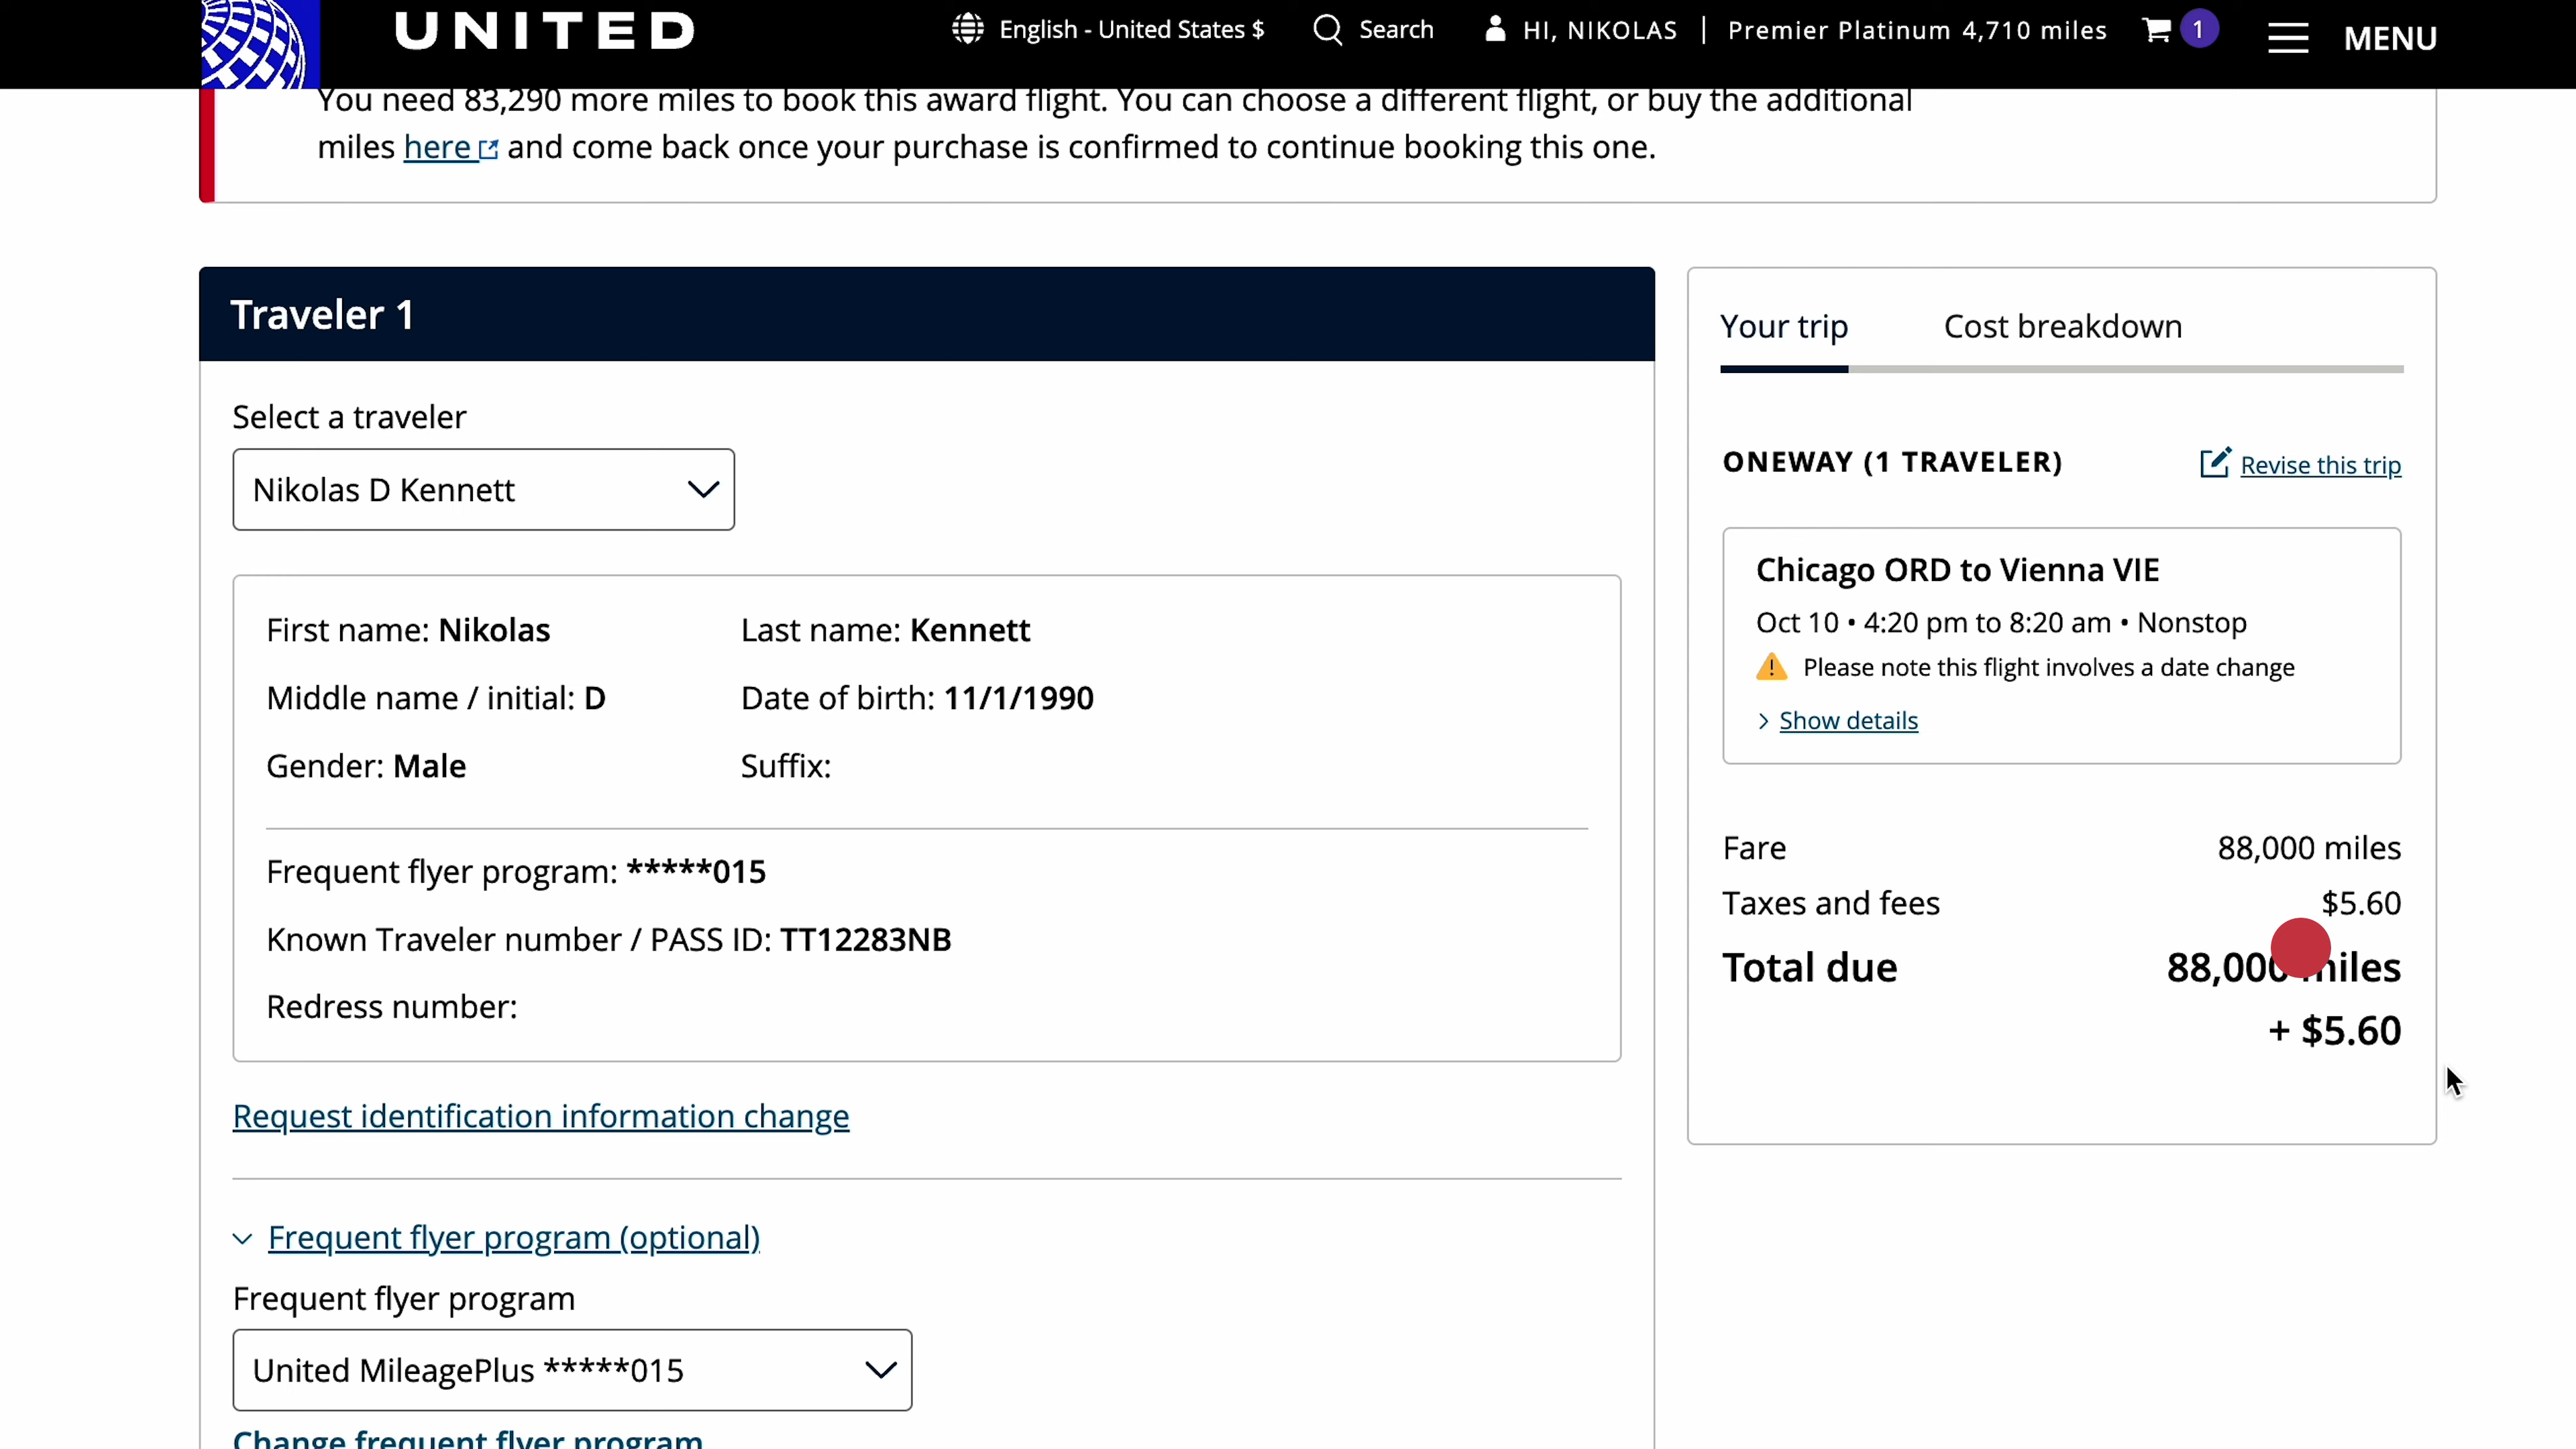 UNITED
English - United States $
Search
HI, NIKOLAS | Premier Platinum 4,710 miles
1
MENU
You need 83,290 more miles to book this award flight. You can choose a different flight, or buy the additional
miles here and come back once your purchase is confirmed to continue booking this one.
Traveler 1
Select a traveler
Nikolas D Kennett
First name: Nikolas
Last name: Kennett
Middle name / initial: D
Date of birth: 11/1/1990
Gender: Male
Suffix:
Frequent flyer program: *****015
Known Traveler number / PASS ID: TT12283NB
Redress number:
Request identification information change
Frequent flyer program (optional)
Frequent flyer program
United MileagePlus *****015
Change frequent flyer program
Your trip
Cost breakdown
ONEWAY (1 TRAVELER)
Revise this trip
Chicago ORD to Vienna VIE
Oct 10 • 4:20 pm to 8:20 am • Nonstop
Please note this flight involves a date change
> Show details
Fare
88,000 miles
Taxes and fees
$5.60
Total due
88,000 miles
+ $5.60